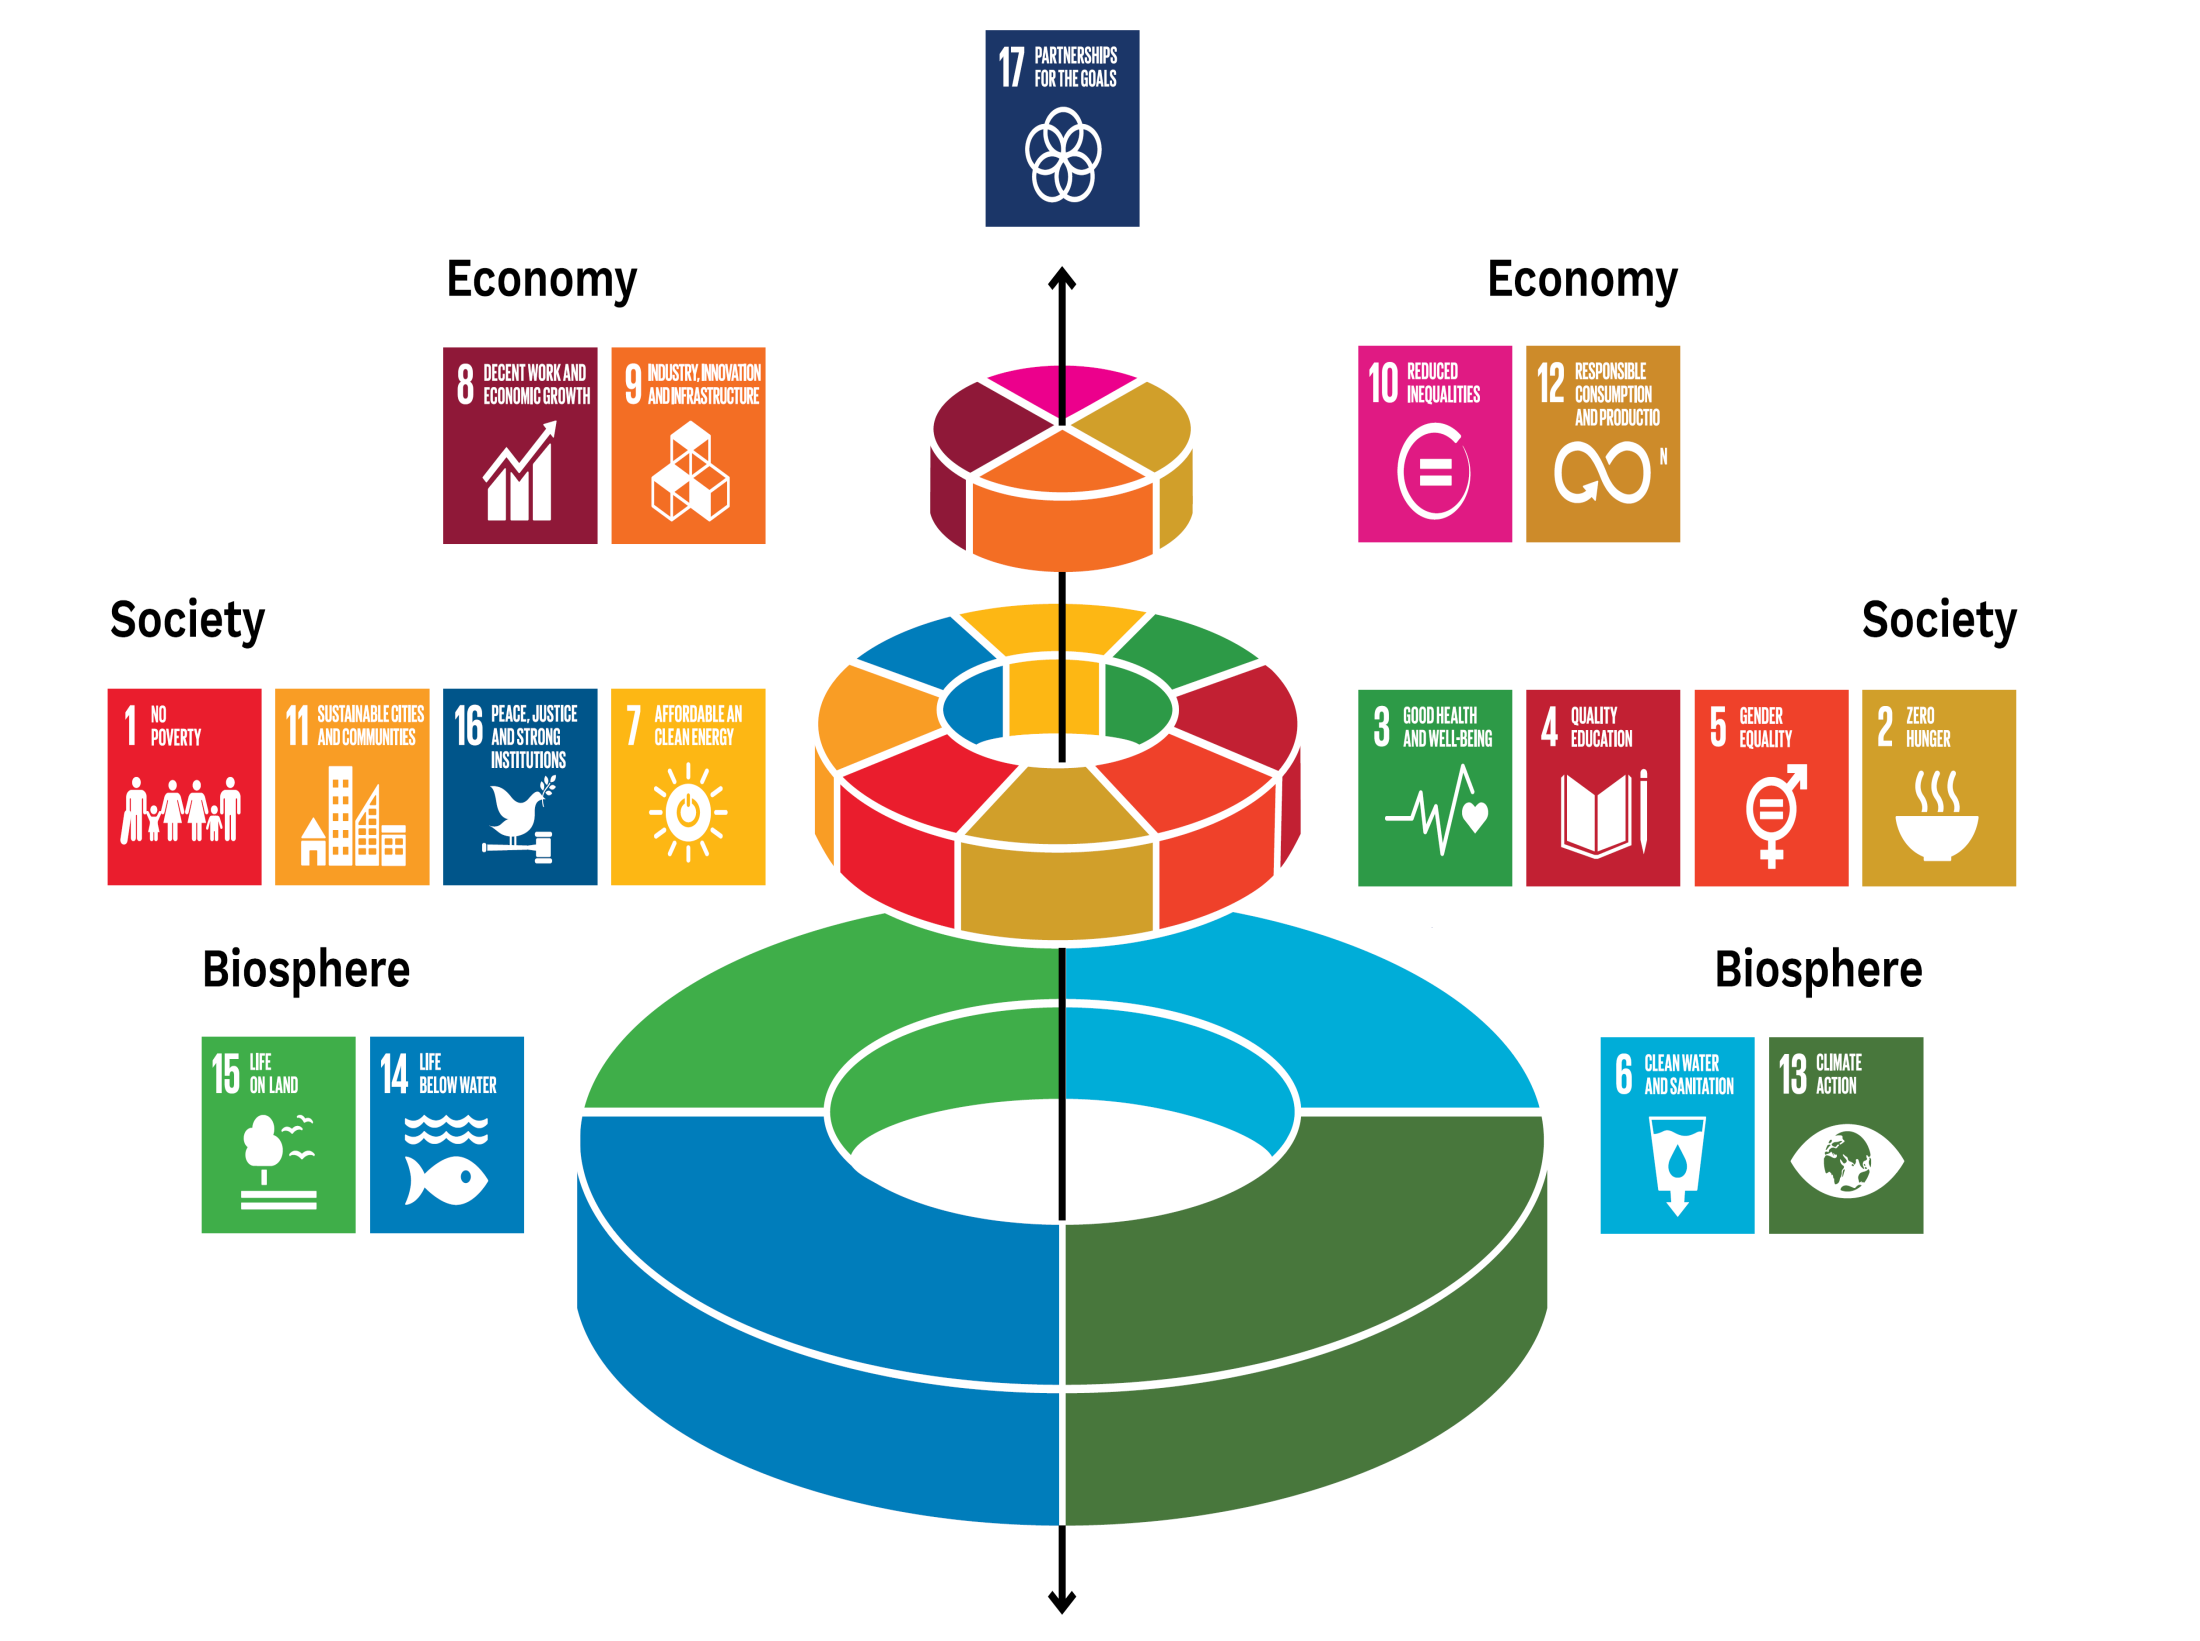 17 PARTNERSHIPS
FOR THE GOALS
Economy
8 DECENT WORK AND
ECONOMIC GROWTH
9 INDUSTRY, INNOVATION
AND INFRASTRUCTURE
Economy
10 REDUCED
INEQUALITIES
12 RESPONSIBLE
CONSUMPTION
AND PRODUCTIO
N
Society
1 NO
POVERTY
11 SUSTAINABLE CITIES
AND COMMUNITIES
16 PEACE, JUSTICE
AND STRONG
INSTITUTIONS
7 AFFORDABLE AN
CLEAN ENERGY
Society
3 GOOD HEALTH
AND WELL-BEING
4 QUALITY
EDUCATION
5 GENDER
EQUALITY
2 ZERO
HUNGER
Biosphere
15 LIFE
ON LAND
14 LIFE
BELOW WATER
Biosphere
6 CLEAN WATER
AND SANITATION
13 CLIMATE
ACTION